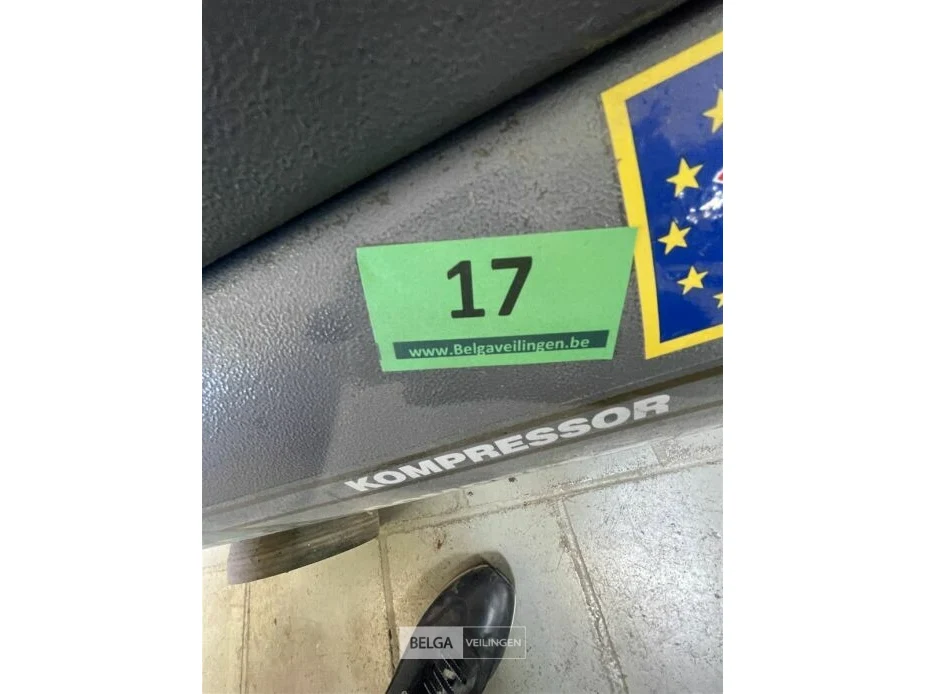 17
www.Belgaveilingen.be
KOMPRESSOR
BELGA VEILINGEN